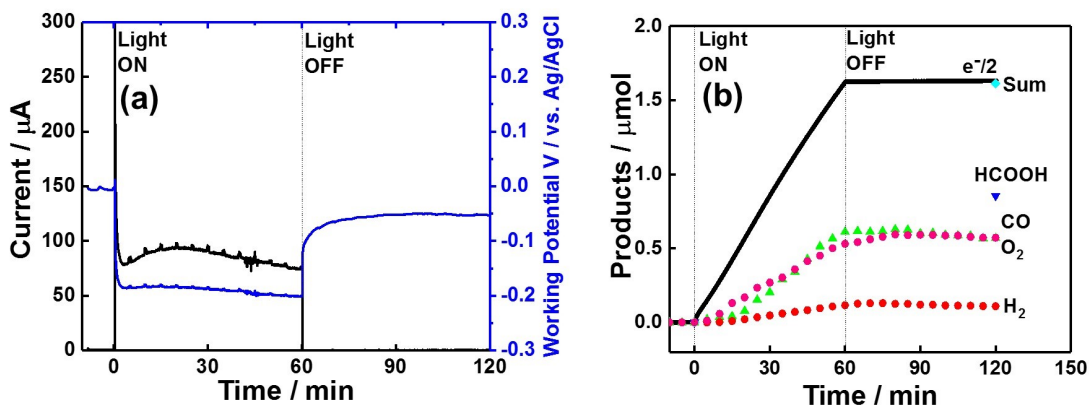 (a)
Light
ON
Light
OFF
300
250
200
150
100
50
0
Current / µA
0.3
0.2
0.1
0.0
-0.1
-0.2
-0.3
Working Potential V / vs. Ag/AgCl
0
30
60
90
120
Time / min
(b)
Light
ON
Light
OFF
e⁻/2
Sum
HCOOH
CO
O₂
H₂
2.0
1.5
1.0
0.5
0.0
Products / µmol
0
30
60
90
120
150
Time / min